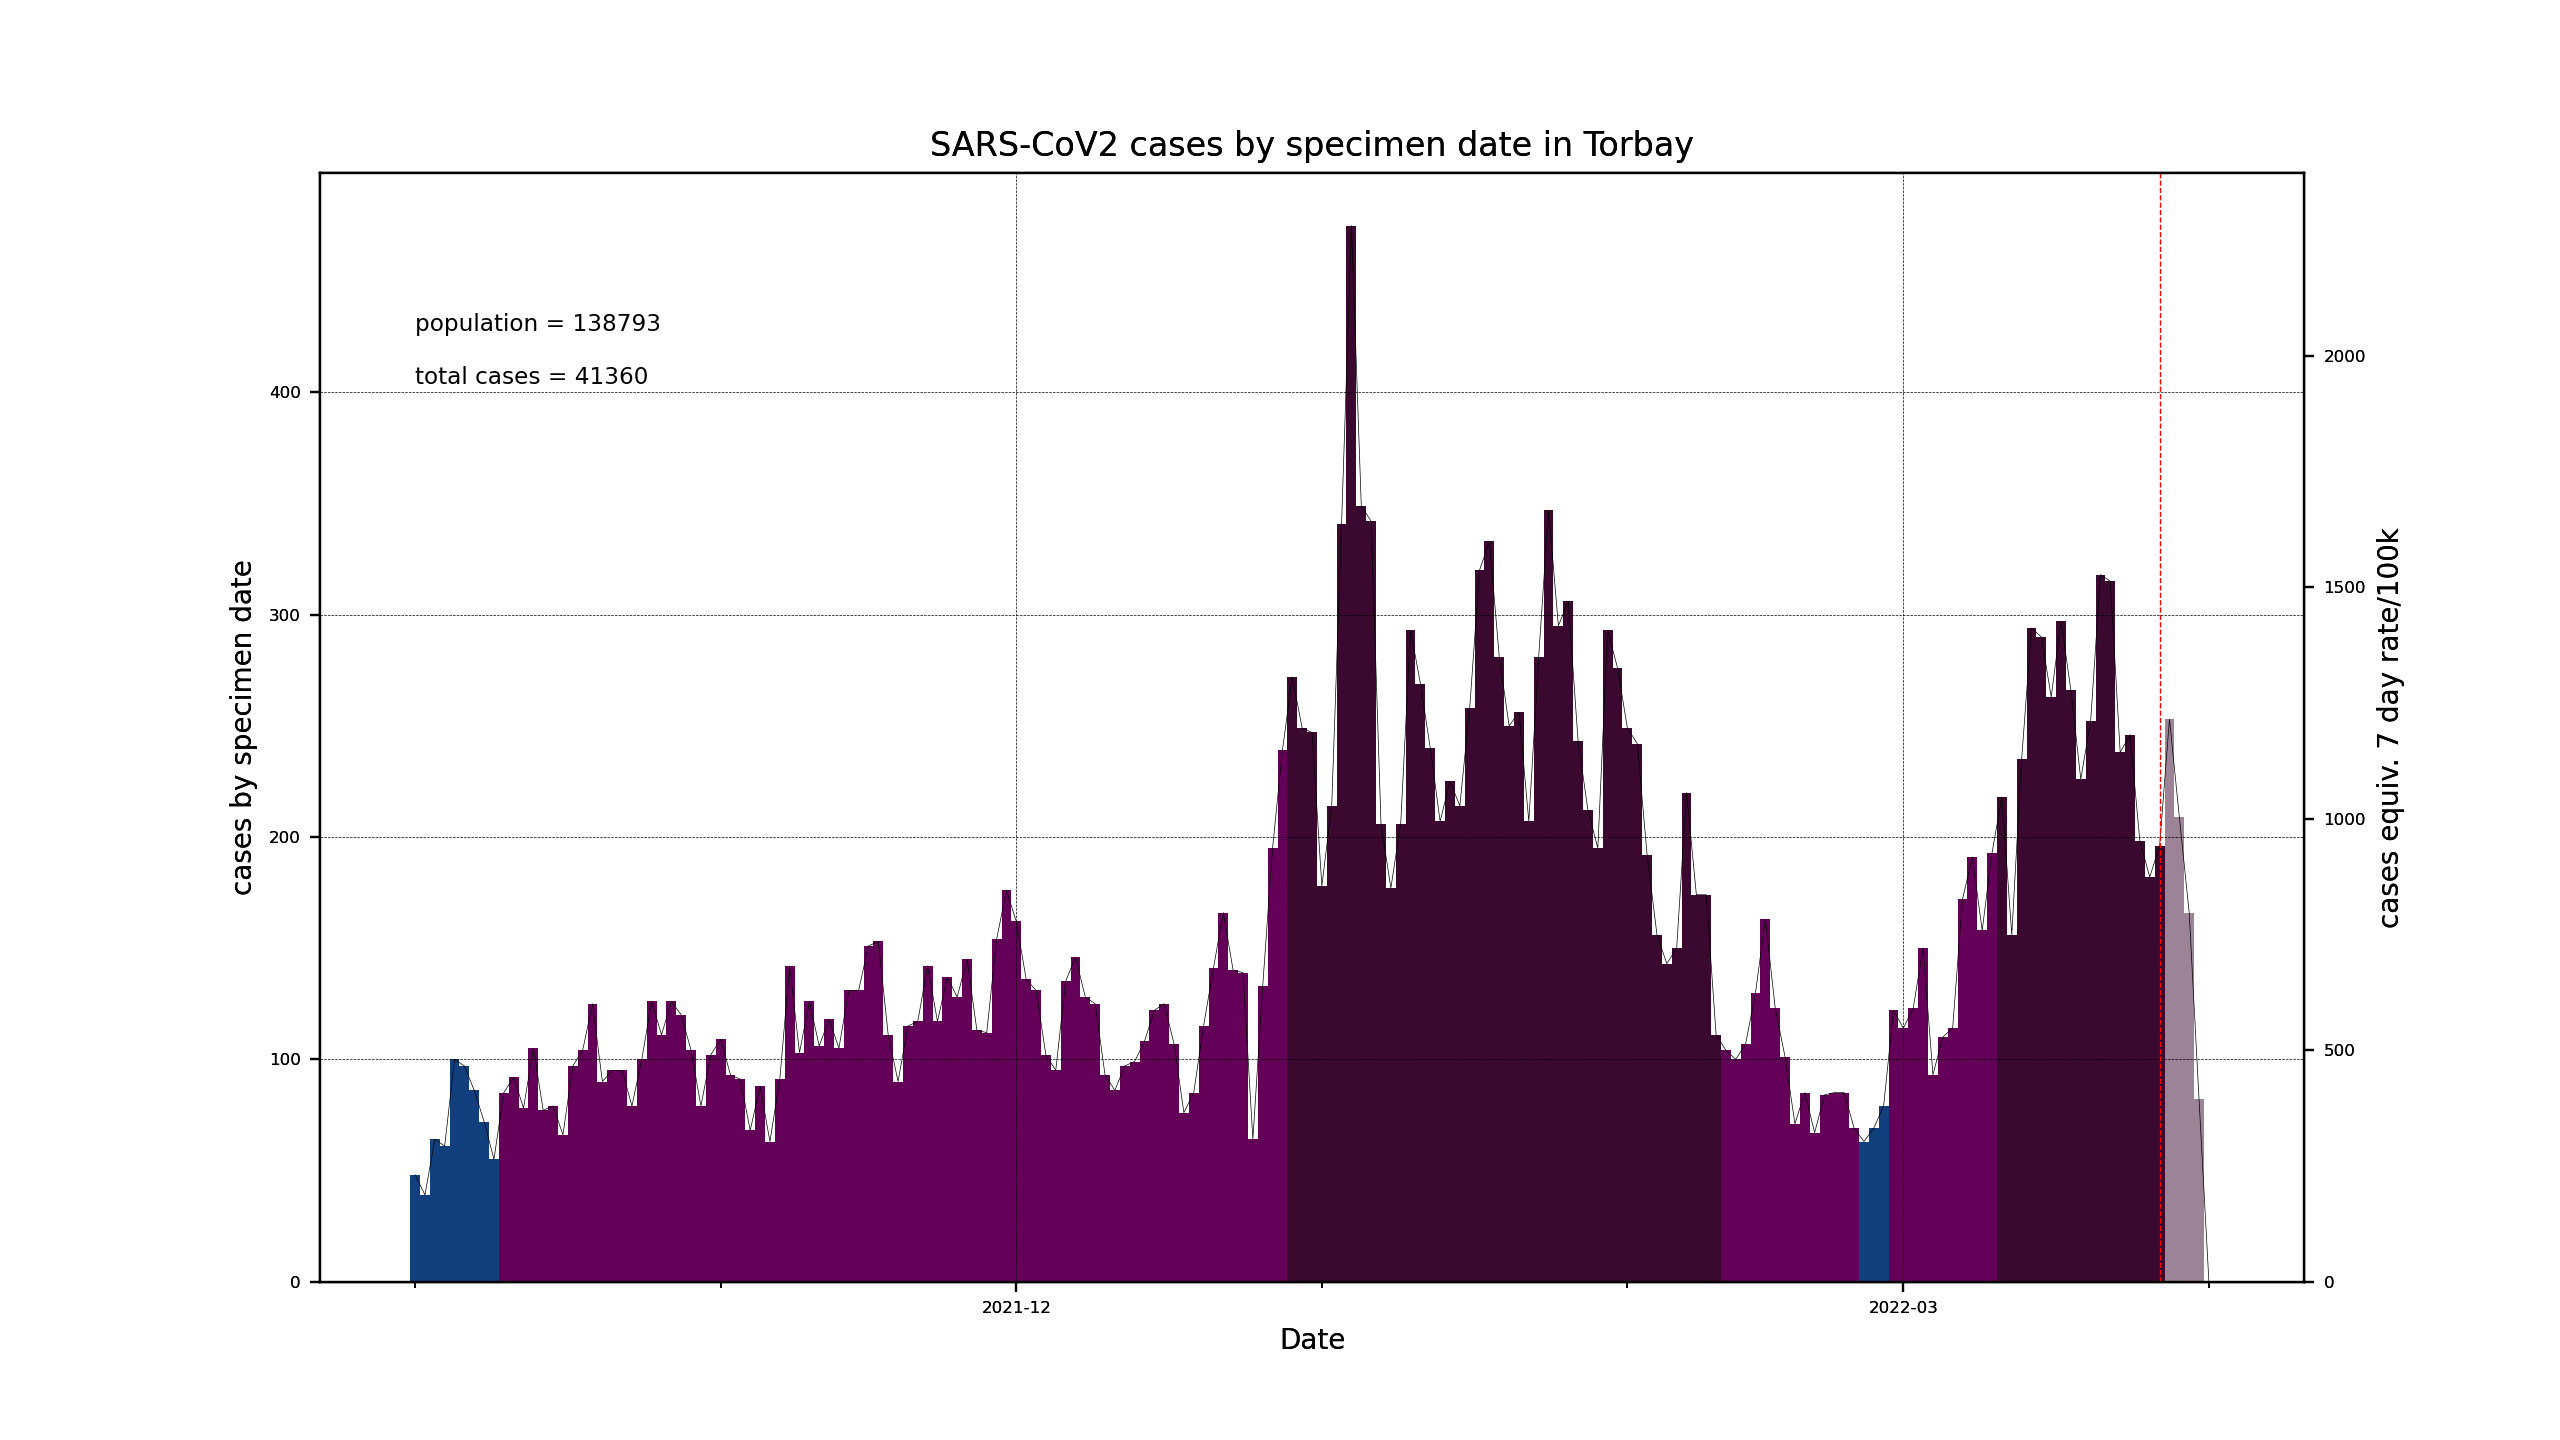 SARS-CoV2 cases by specimen date in Torbay
population = 138793
total cases = 41360
cases by specimen date
400
300
200
100
0
2000
1500
1000
500
0
cases equiv. 7 day rate/100k
2021-12
2022-03
Date